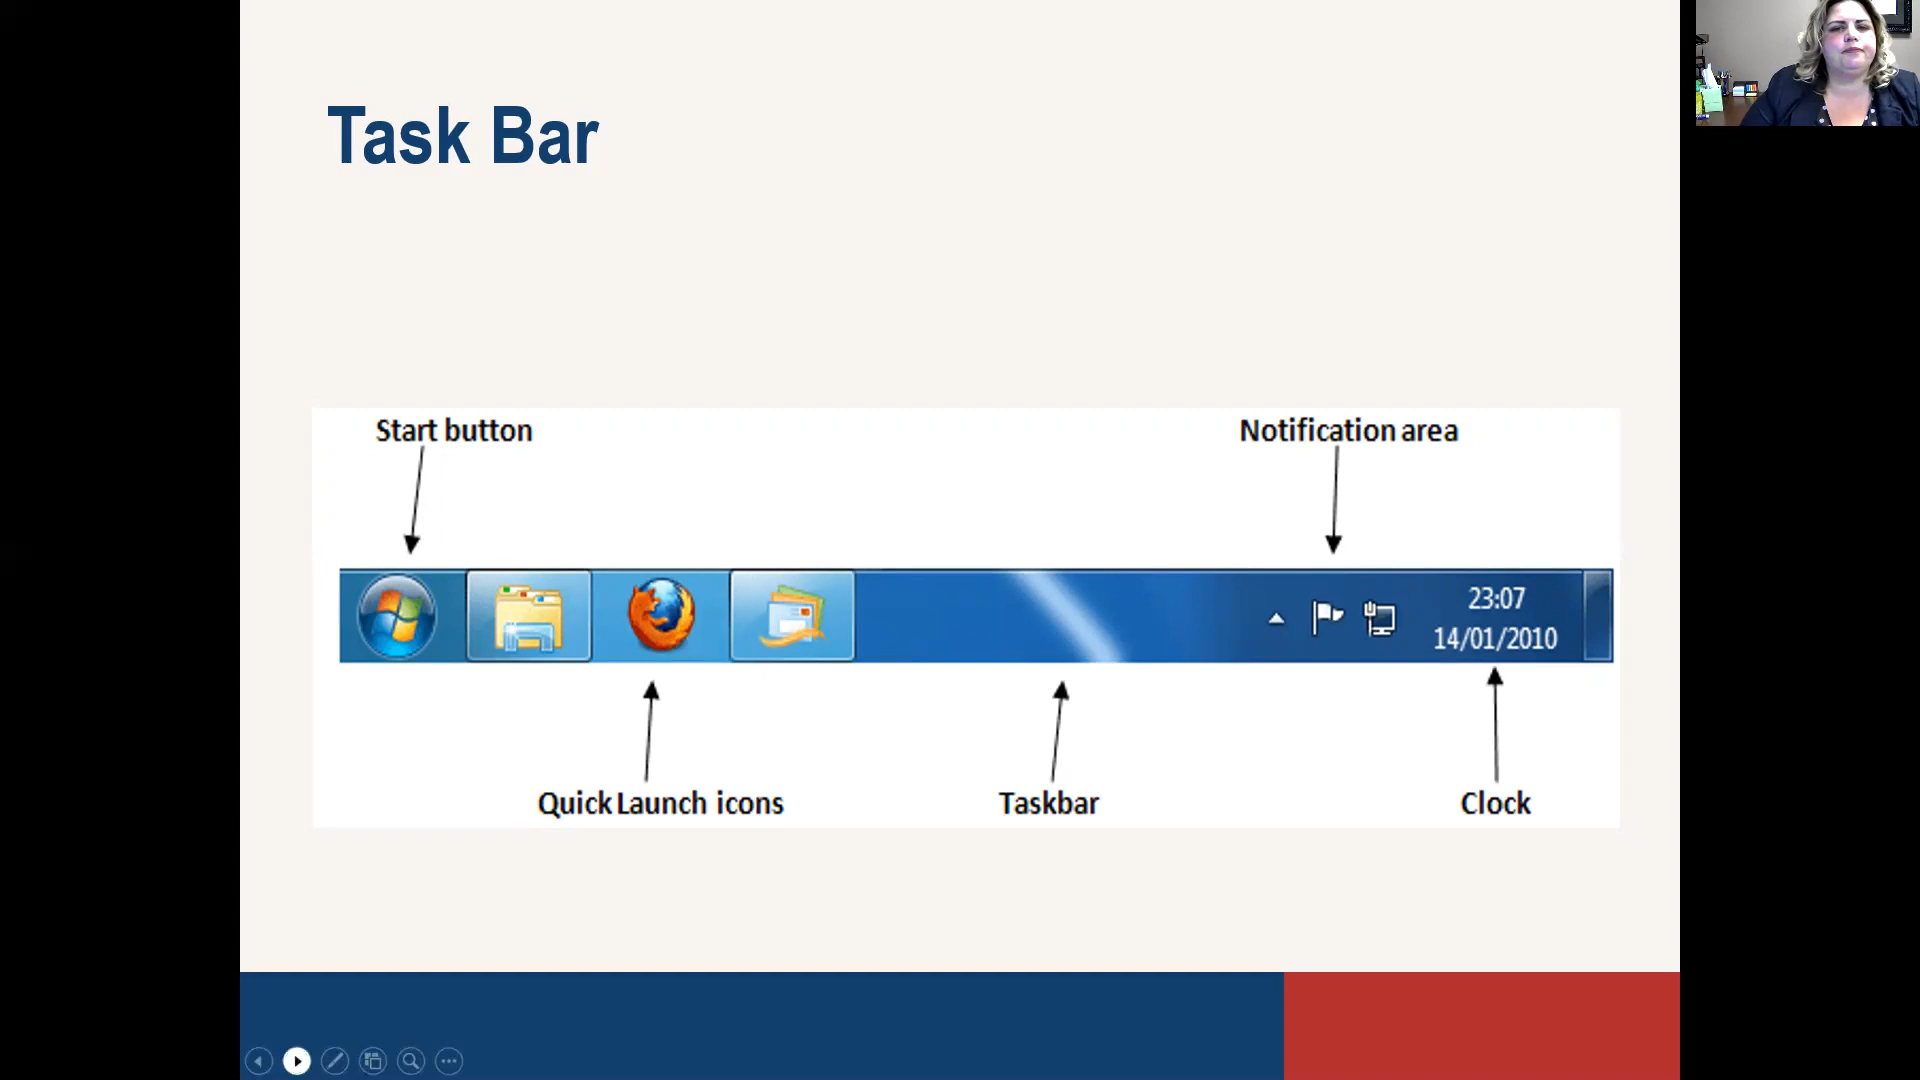 Task Bar
Start button
Notification area
23:07
14/01/2010
Quick Launch icons
Taskbar
Clock